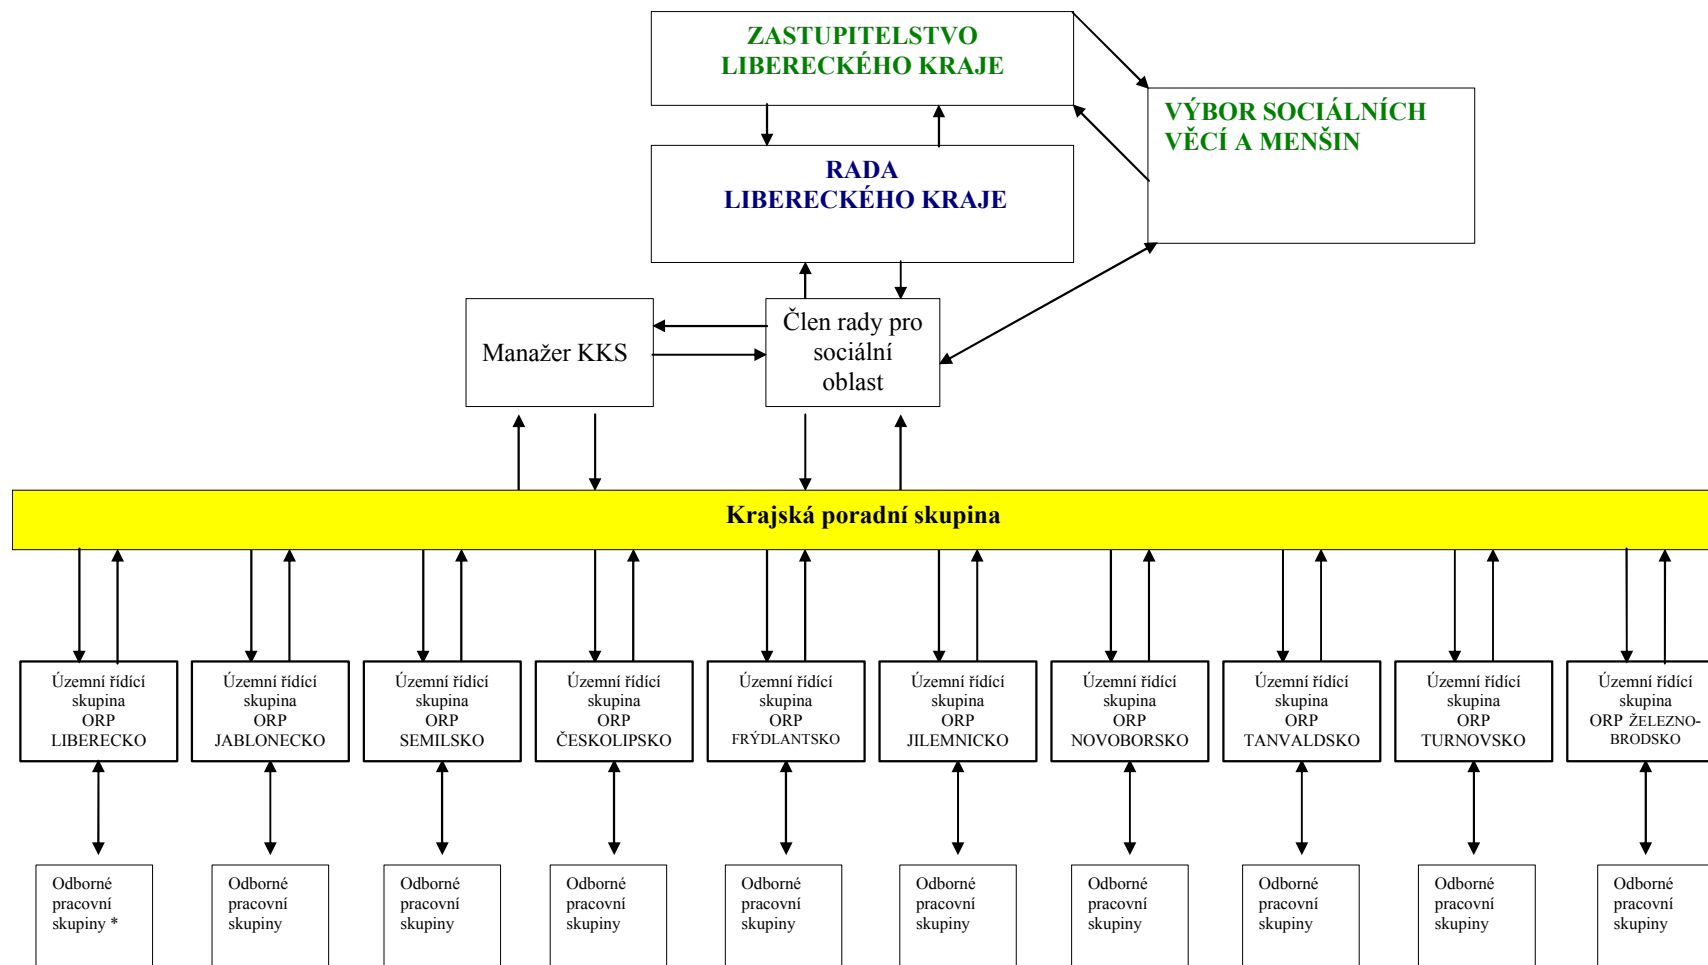 ZASTUPITELSTVO
LIBERECKÉHO KRAJE
VÝBOR SOCIÁLNÍCH
VĚCÍ A MENŠIN
RADA
LIBERECKÉHO KRAJE
Manažer KKS
Člen rady pro
sociální
oblast
Krajská poradní skupina
Územní řídící
skupina
ORP
LIBERECKO
Územní řídící
skupina
ORP
JABLONECKO
Územní řídící
skupina
ORP
SEMILSKO
Územní řídící
skupina
ORP
ČESKOLIPSKO
Územní řídící
skupina
ORP
FRÝDLANTSKO
Územní řídící
skupina
ORP
JILEMNICKO
Územní řídící
skupina
ORP
NOVOBORSKO
Územní řídící
skupina
ORP
TANVALDSKO
Územní řídící
skupina
ORP
TURNOVSKO
Územní řídící
skupina
ORP ŽELEZNO-
BRODSKO
Odborné
pracovní
skupiny *
Odborné
pracovní
skupiny
Odborné
pracovní
skupiny
Odborné
pracovní
skupiny
Odborné
pracovní
skupiny
Odborné
pracovní
skupiny
Odborné
pracovní
skupiny
Odborné
pracovní
skupiny
Odborné
pracovní
skupiny
Odborné
pracovní
skupiny